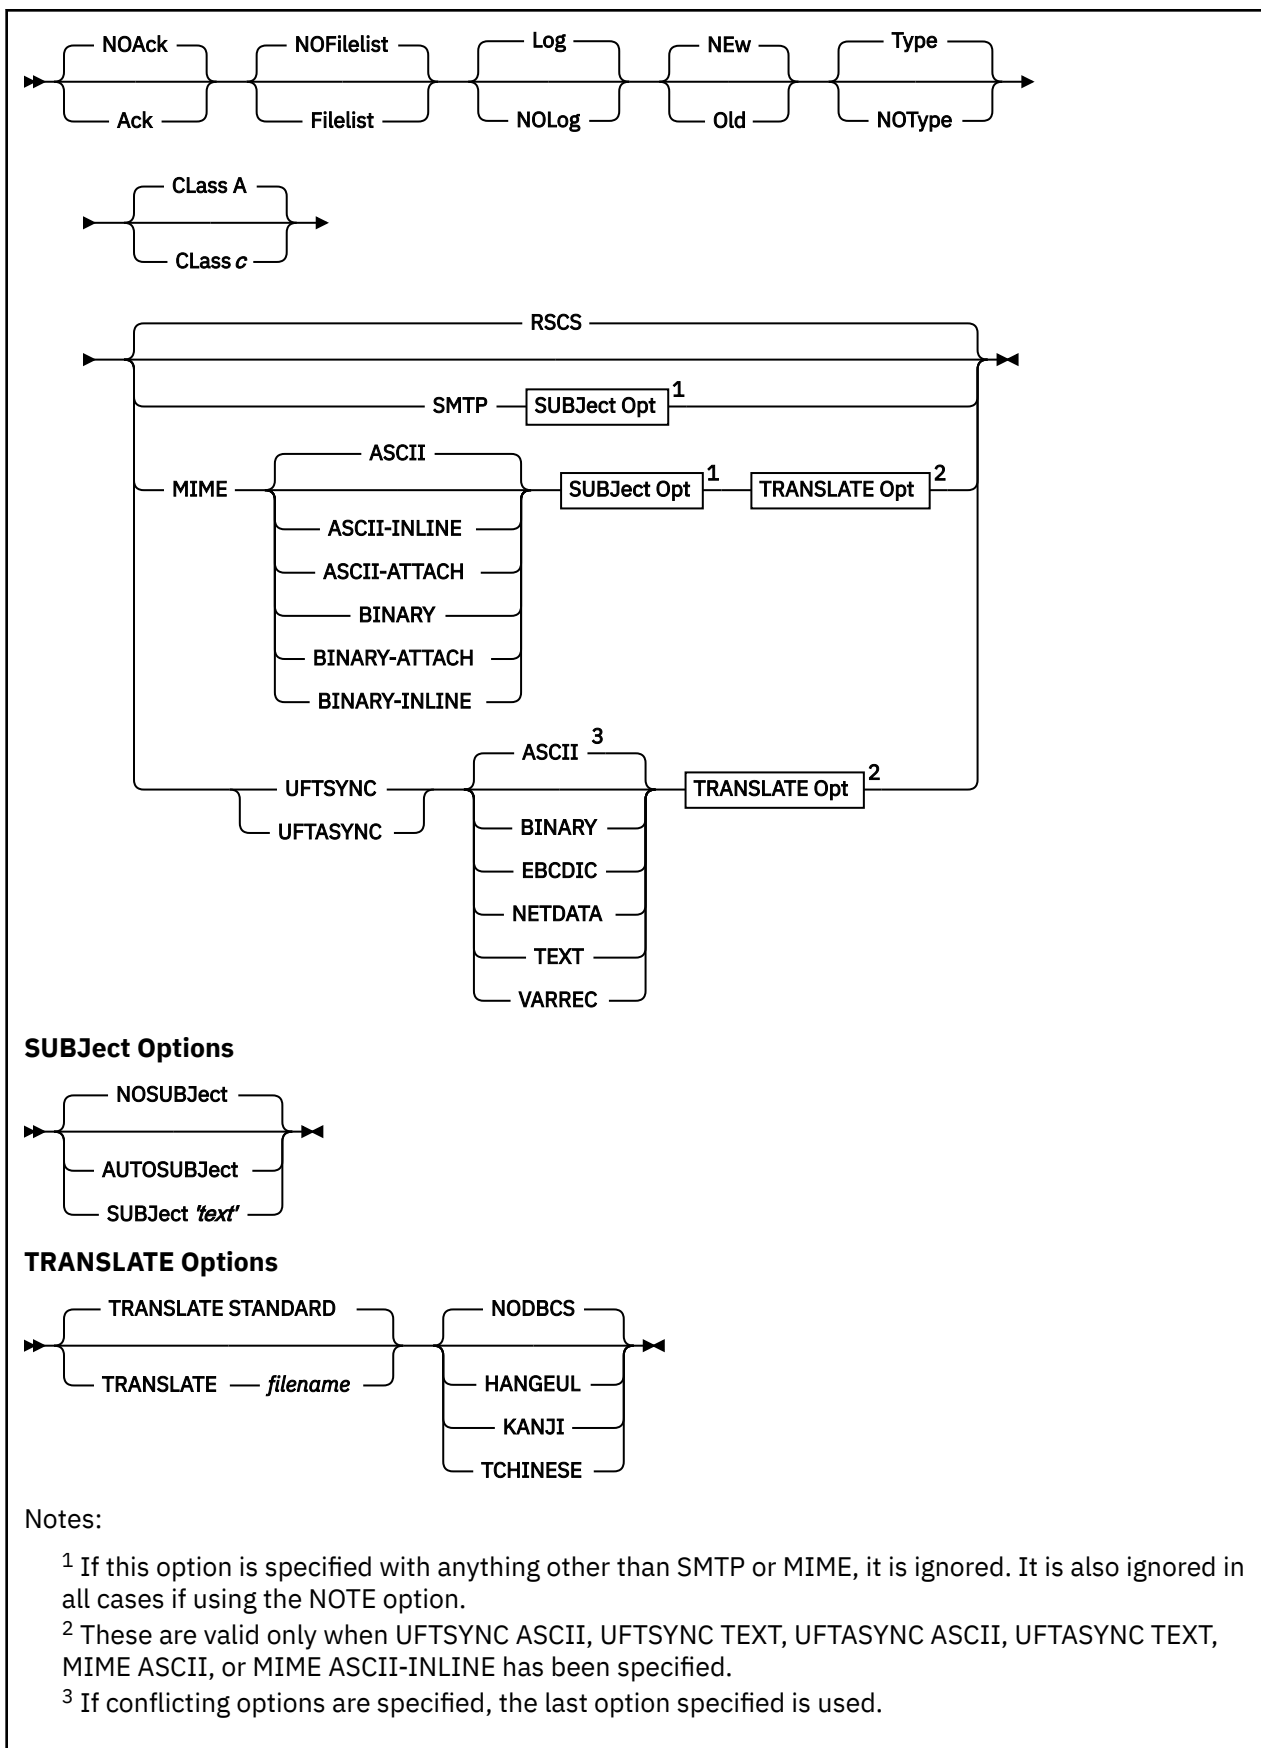 NOAck NOFilelist Log NEw Type
Ack Filelist NOLog Old NOType
CLass A
CLass c
RSCS
SMTP SUBJect Opt 1
ASCII
MIME SUBJect Opt 1 TRANSLATE Opt 2
ASCII-INLINE
ASCII-ATTACH
BINARY
BINARY-ATTACH
BINARY-INLINE
ASCII 3
UFTSYNC TRANSLATE Opt 2
UFTASYNC BINARY
EBCDIC
NETDATA
TEXT
VARREC
SUBJect Options
NOSUBJect
AUTOSUBJect
SUBJect 'text'
TRANSLATE Options
TRANSLATE STANDARD NODBCS
TRANSLATE filename HANGEUL
KANJI
TCHINESE
Notes:
1 If this option is specified with anything other than SMTP or MIME, it is ignored. It is also ignored in
all cases if using the NOTE option.
2 These are valid only when UFTSYNC ASCII, UFTSYNC TEXT, UFTASYNC ASCII, UFTASYNC TEXT,
MIME ASCII, or MIME ASCII-INLINE has been specified.
3 If conflicting options are specified, the last option specified is used.